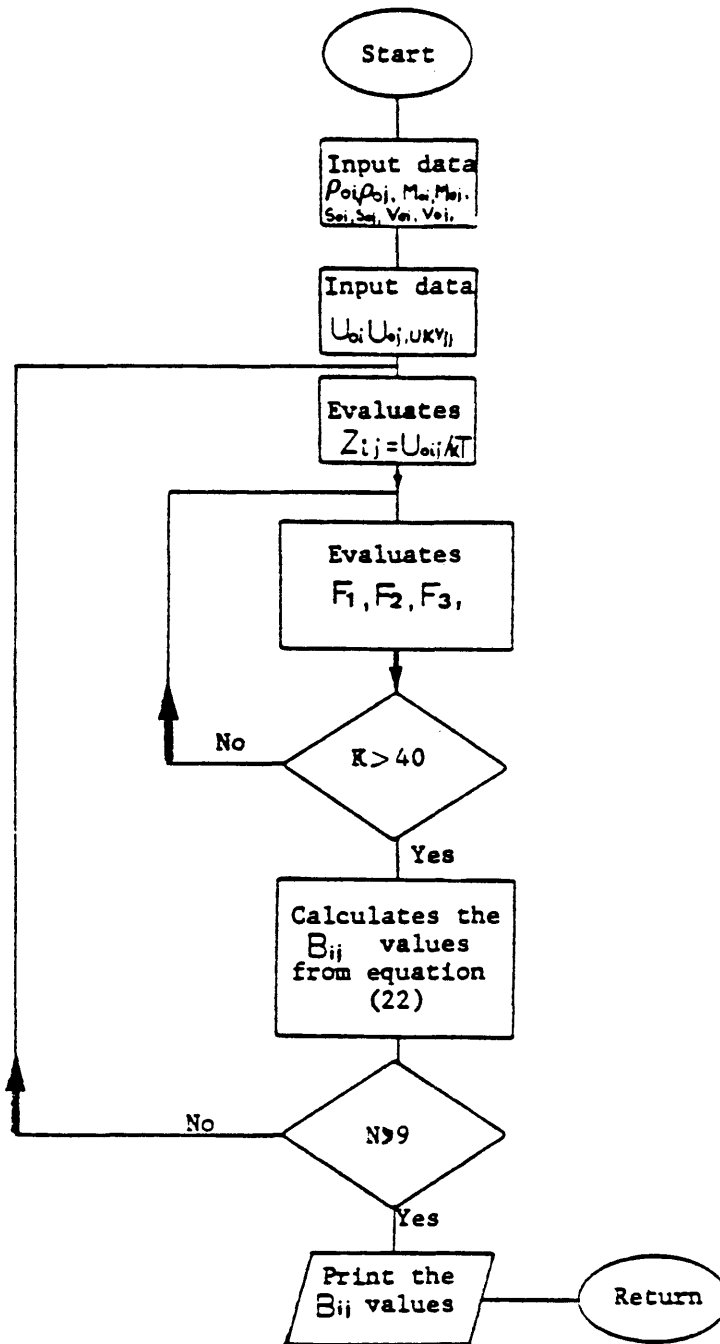 Start
Input data
ρoi, ρoj, Moi, Moj,
Soi, Soj, Voi, Voj,
Input data
Uoi Uoj,
Evaluates
Zij=Uoij/kT
Evaluates
F1, F2, F3,
No
K>40
Yes
Calculates the
Bij values
from equation
(22)
No
N>9
Yes
Print the
Bij values
Return